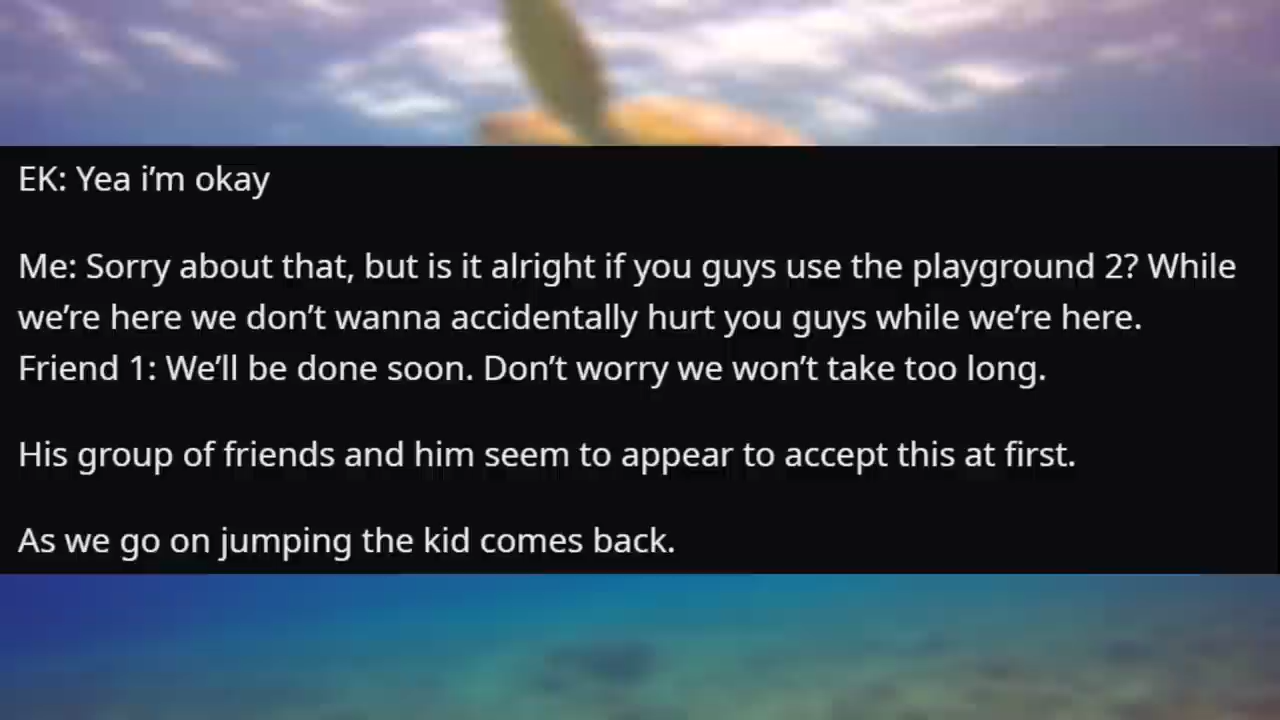 EK: Yea i’m okay
Me: Sorry about that, but is it alright if you guys use the playground 2? While
we’re here we don’t wanna accidentally hurt you guys while we’re here.
Friend 1: We’ll be done soon. Don’t worry we won’t take too long.
His group of friends and him seem to appear to accept this at first.
As we go on jumping the kid comes back.